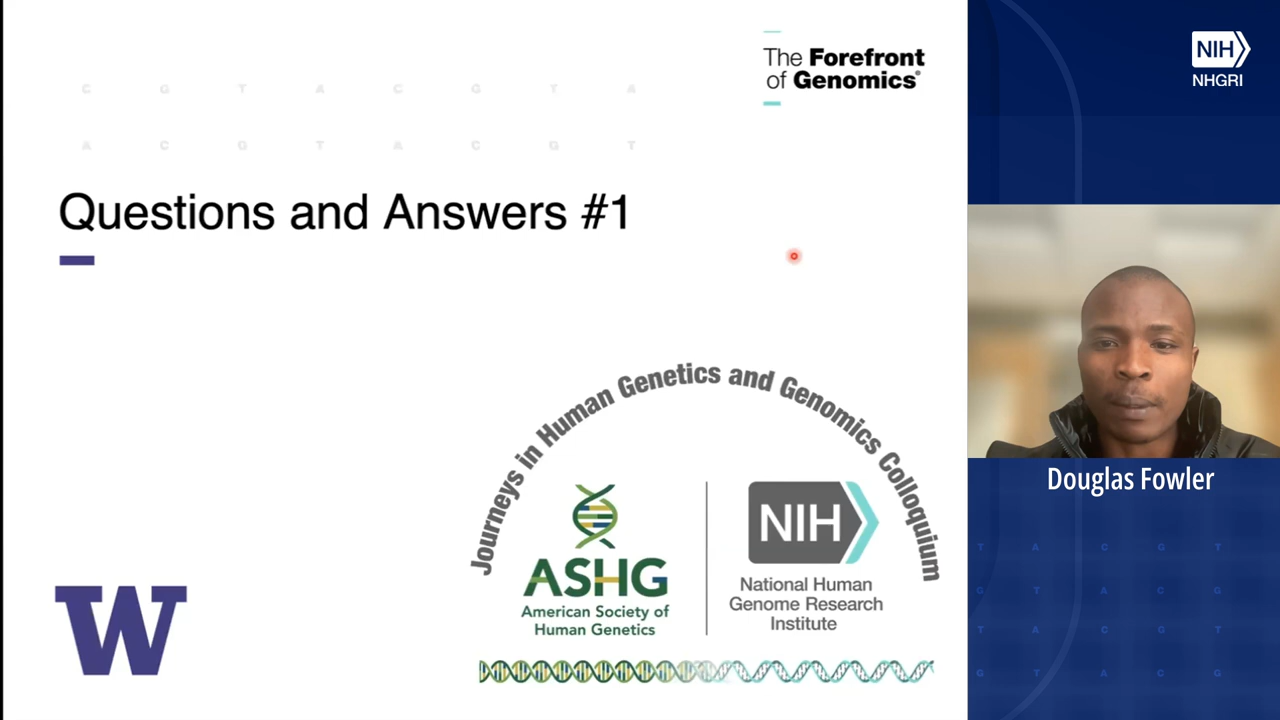 The Forefront
of Genomics®
C G T A C G T A
A C G T A C G T
Questions and Answers #1
Journeys in Human Genetics and Genomics Colloquium
ASHG
American Society of
Human Genetics
NIH
National Human
Genome Research
Institute
W
NIH
NHGRI
Douglas Fowler
T A C G T
G T A C G
T A C G T
G T A C G